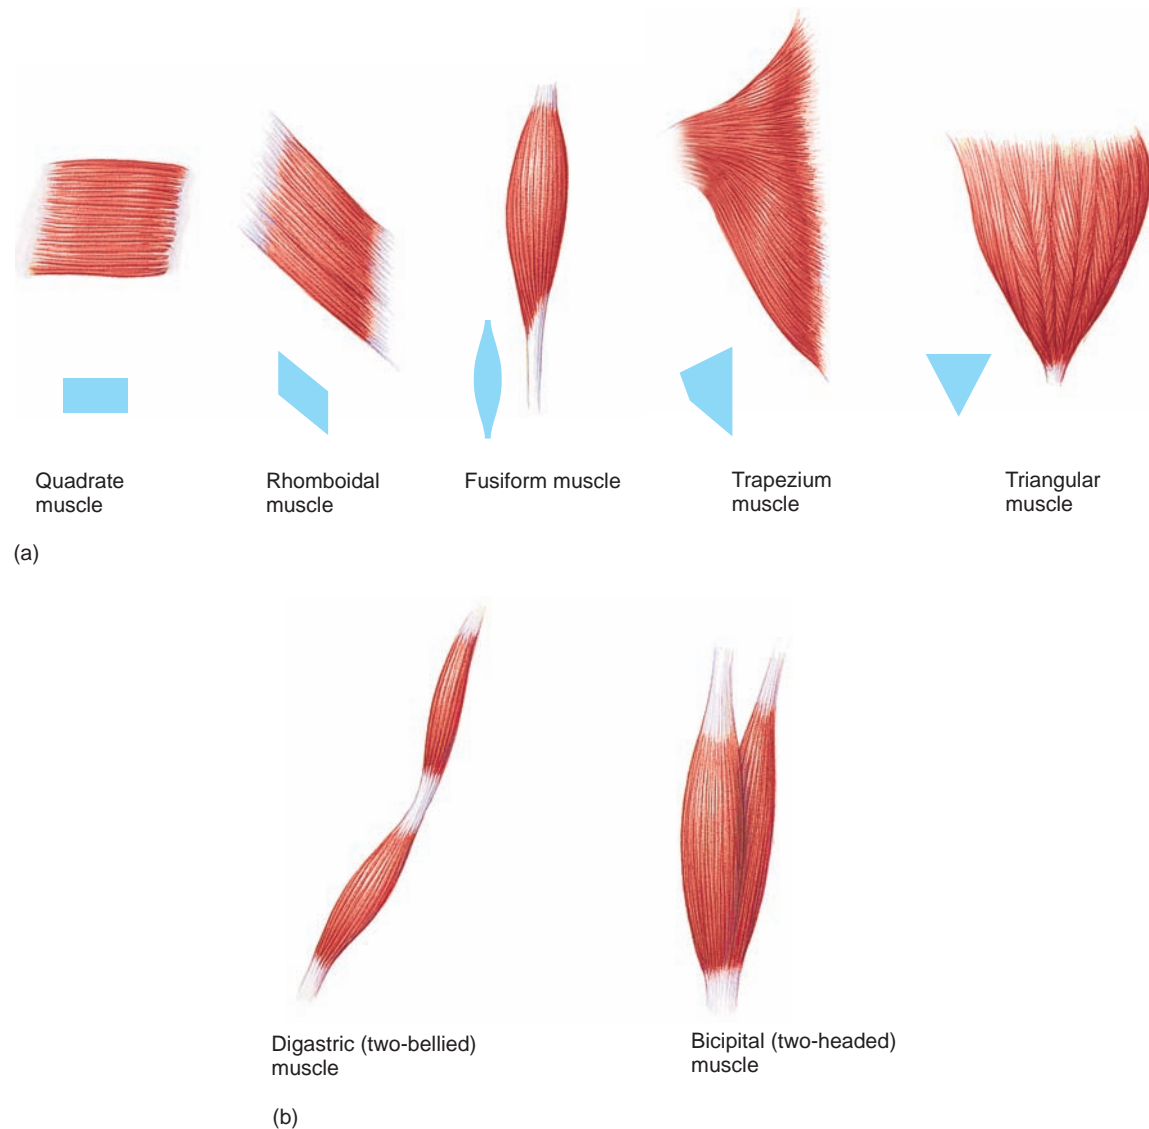 Quadrate
muscle
Rhomboidal
muscle
Fusiform muscle
Trapezium
muscle
Triangular
muscle
(a)
Digastric (two-bellied)
muscle
Bicipital (two-headed)
muscle
(b)